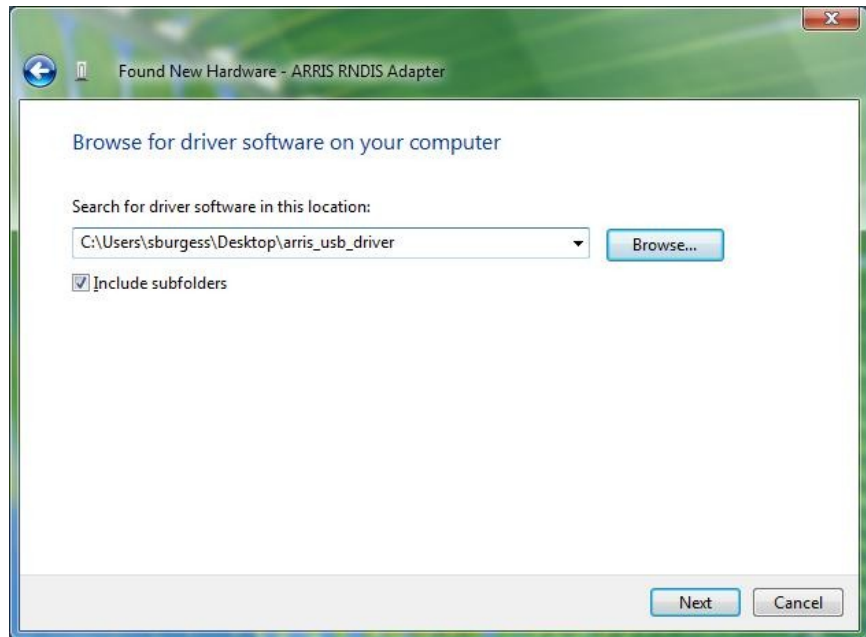 Found New Hardware - ARRIS RNDIS Adapter
Browse for driver software on your computer
Search for driver software in this location:
C:\Users\sburgess\Desktop\arris_usb_driver
Browse...
Include subfolders
Next
Cancel